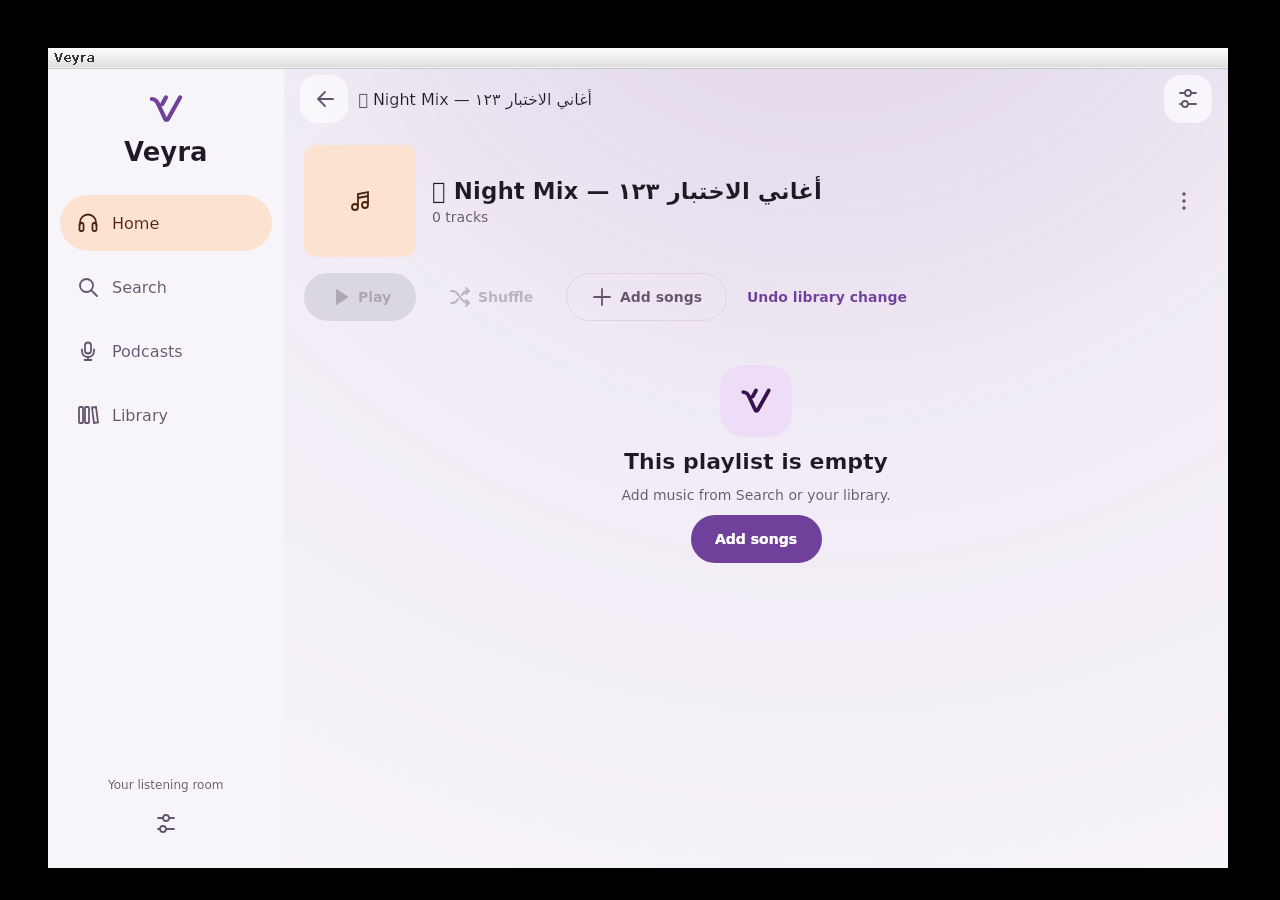 Veyra
Veyra
Home
Search
Podcasts
Library
Your listening room
Night Mix — أغاني الاختبار ١٢٣
Night Mix — أغاني الاختبار ١٢٣
0 tracks
Play
Shuffle
Add songs
Undo library change
This playlist is empty
Add music from Search or your library.
Add songs